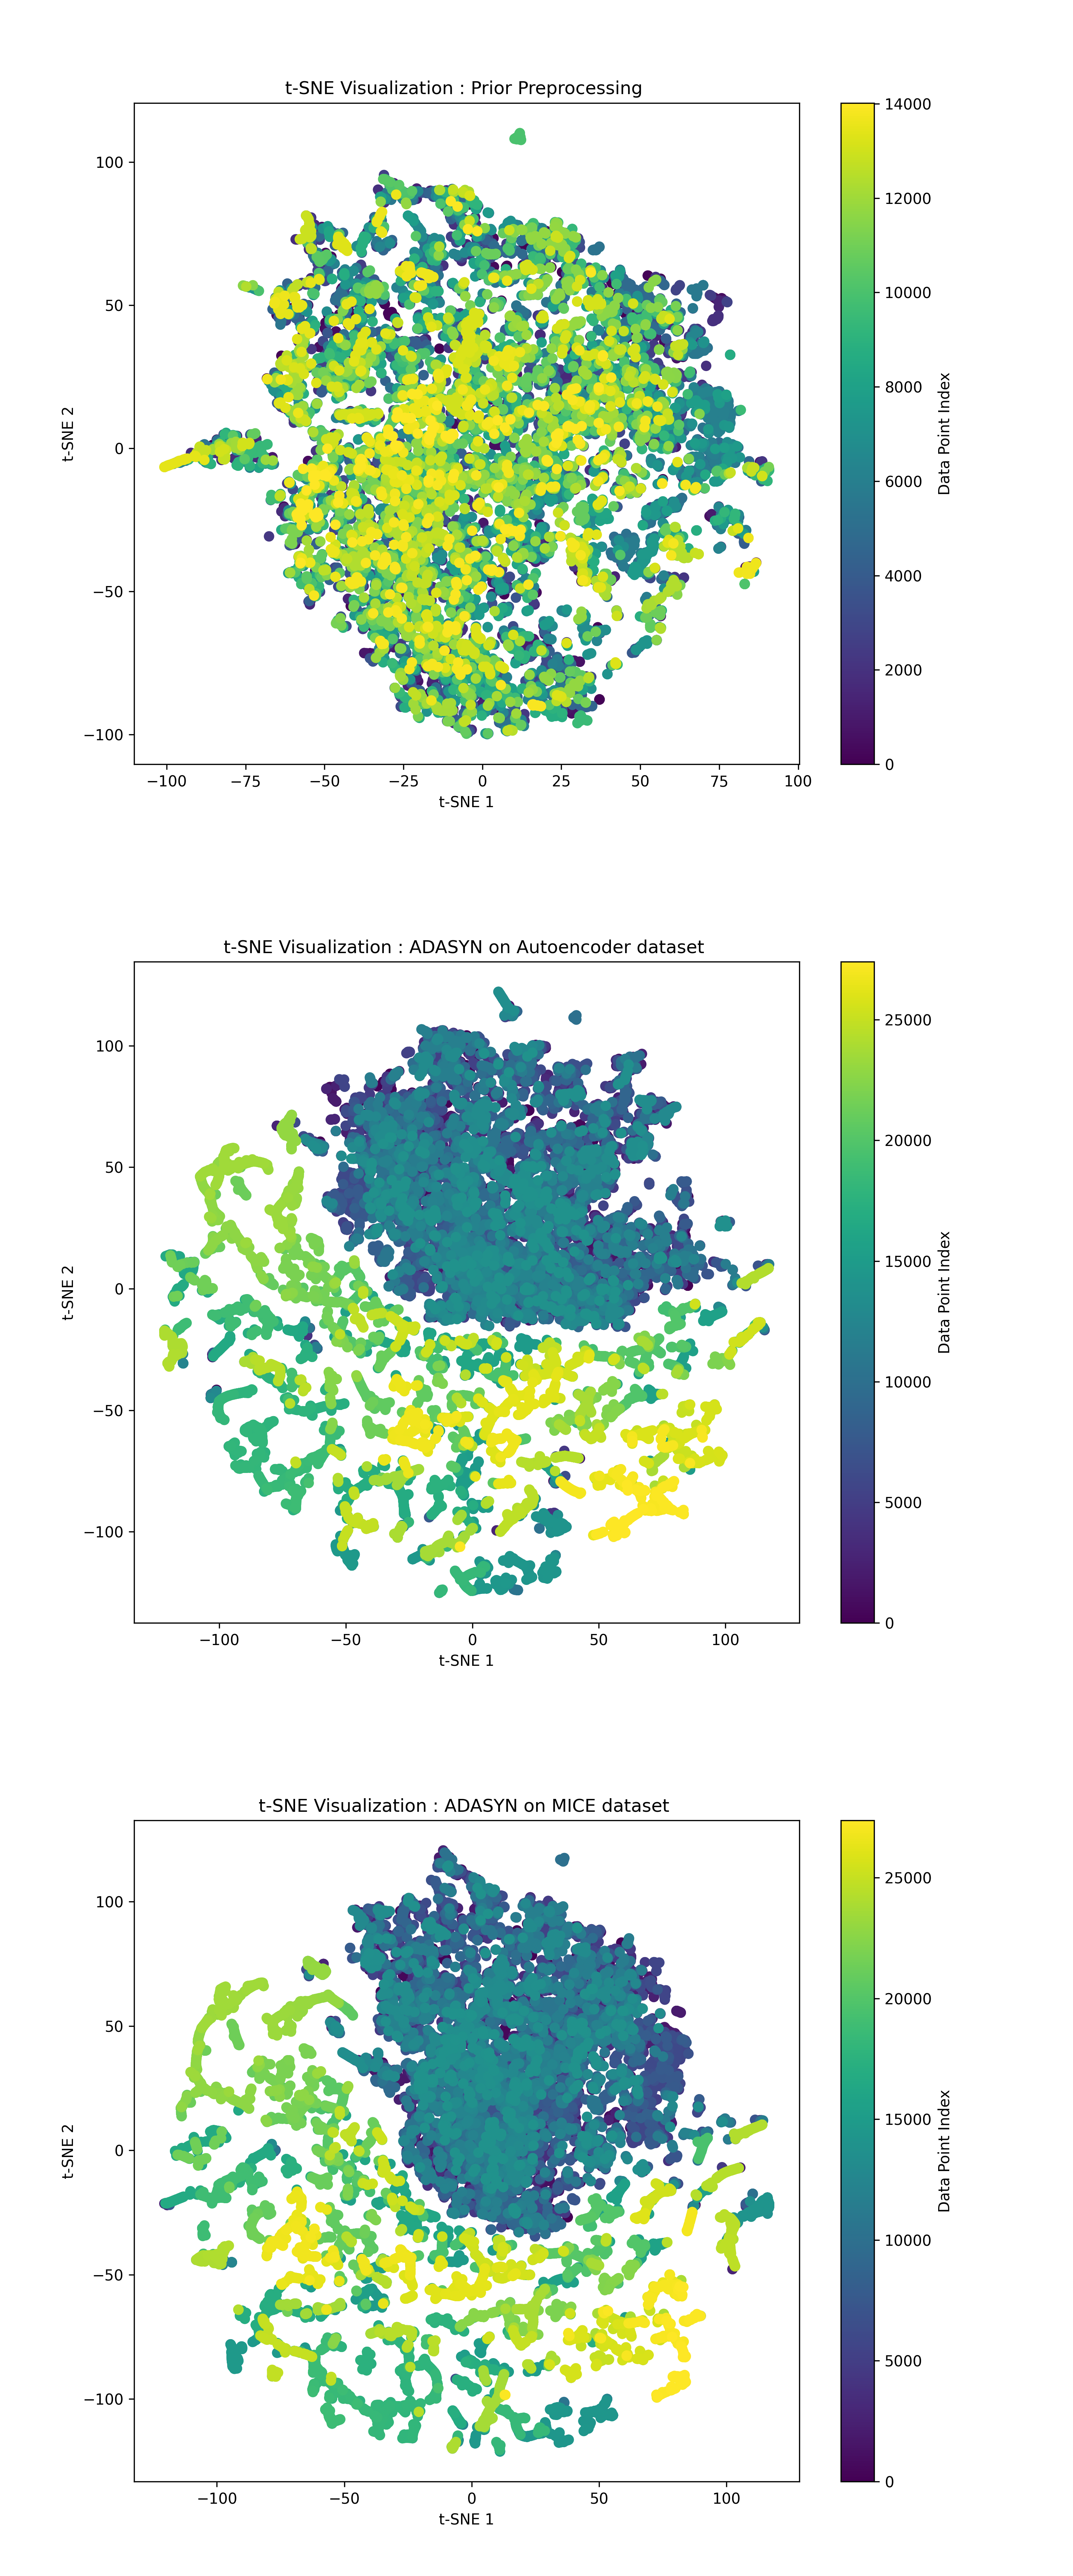 t-SNE Visualization : Prior Preprocessing
100
50
0
−50
−100
t-SNE 2
−100 −75 −50 −25 0 25 50 75 100
t-SNE 1
14000
12000
10000
8000
6000
4000
2000
0
Data Point Index
t-SNE Visualization : ADASYN on Autoencoder dataset
100
50
0
−50
−100
t-SNE 2
−100 −50 0 50 100
t-SNE 1
25000
20000
15000
10000
5000
0
Data Point Index
t-SNE Visualization : ADASYN on MICE dataset
100
50
0
−50
−100
t-SNE 2
−100 −50 0 50 100
t-SNE 1
25000
20000
15000
10000
5000
0
Data Point Index